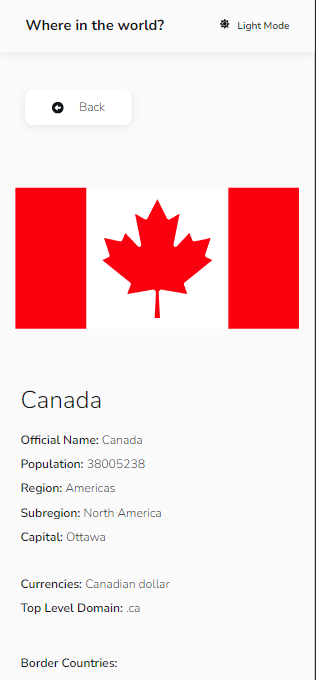 Where in the world?
Light Mode
Back
Canada
Official Name: Canada
Population: 38005238
Region: Americas
Subregion: North America
Capital: Ottawa
Currencies: Canadian dollar
Top Level Domain: .ca
Border Countries: